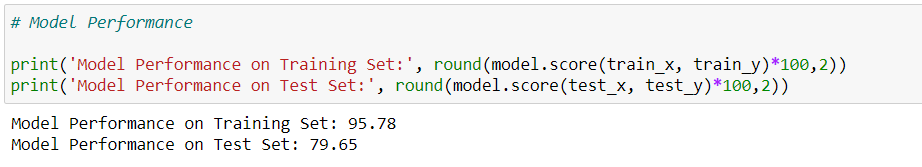 # Model Performance
print('Model Performance on Training Set:', round(model.score(train_x, train_y)*100,2))
print('Model Performance on Test Set:', round(model.score(test_x, test_y)*100,2))
Model Performance on Training Set: 95.78
Model Performance on Test Set: 79.65